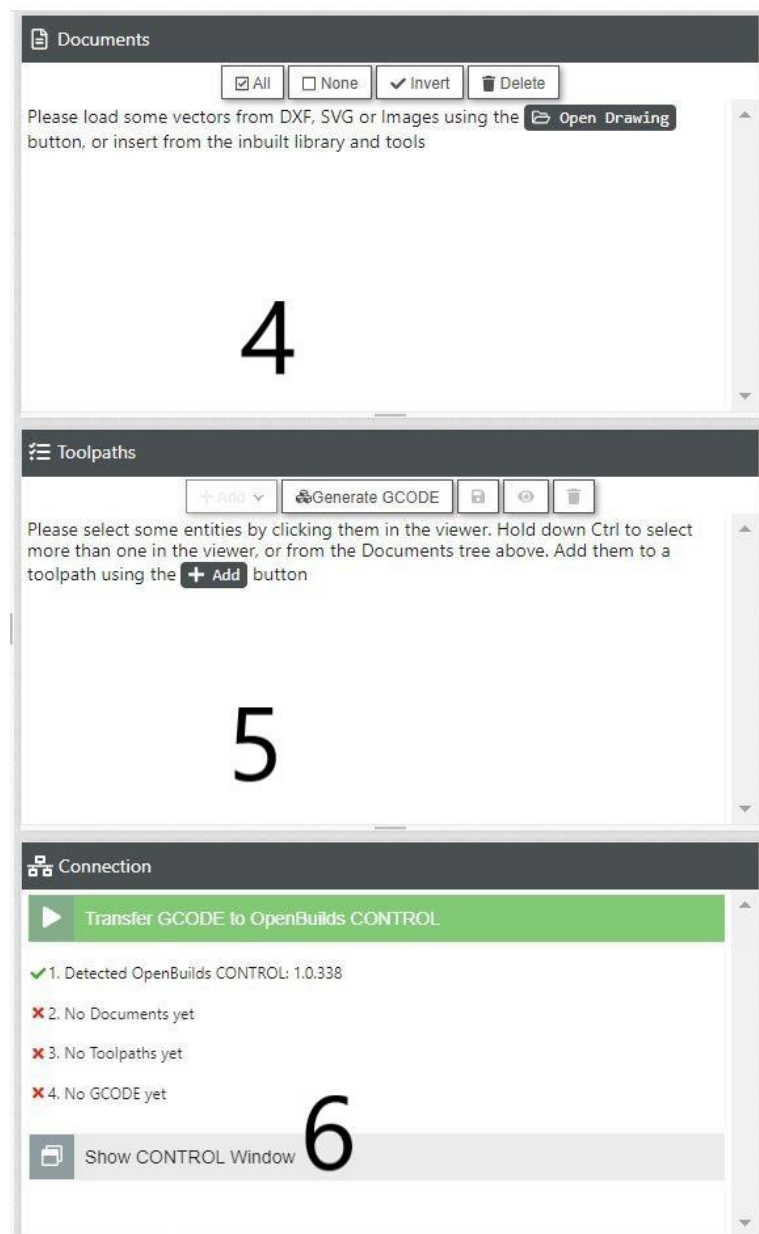 Documents
All None Invert Delete
Please load some vectors from DXF, SVG or Images using the Open Drawing
button, or insert from the inbuilt library and tools
4
Toolpaths
+ Add Generate GCODE
Please select some entities by clicking them in the viewer. Hold down Ctrl to select
more than one in the viewer, or from the Documents tree above. Add them to a
toolpath using the + Add button
5
Connection
Transfer GCODE to OpenBuilds CONTROL
1. Detected OpenBuilds CONTROL: 1.0.338
2. No Documents yet
3. No Toolpaths yet
4. No GCODE yet
6
Show CONTROL Window